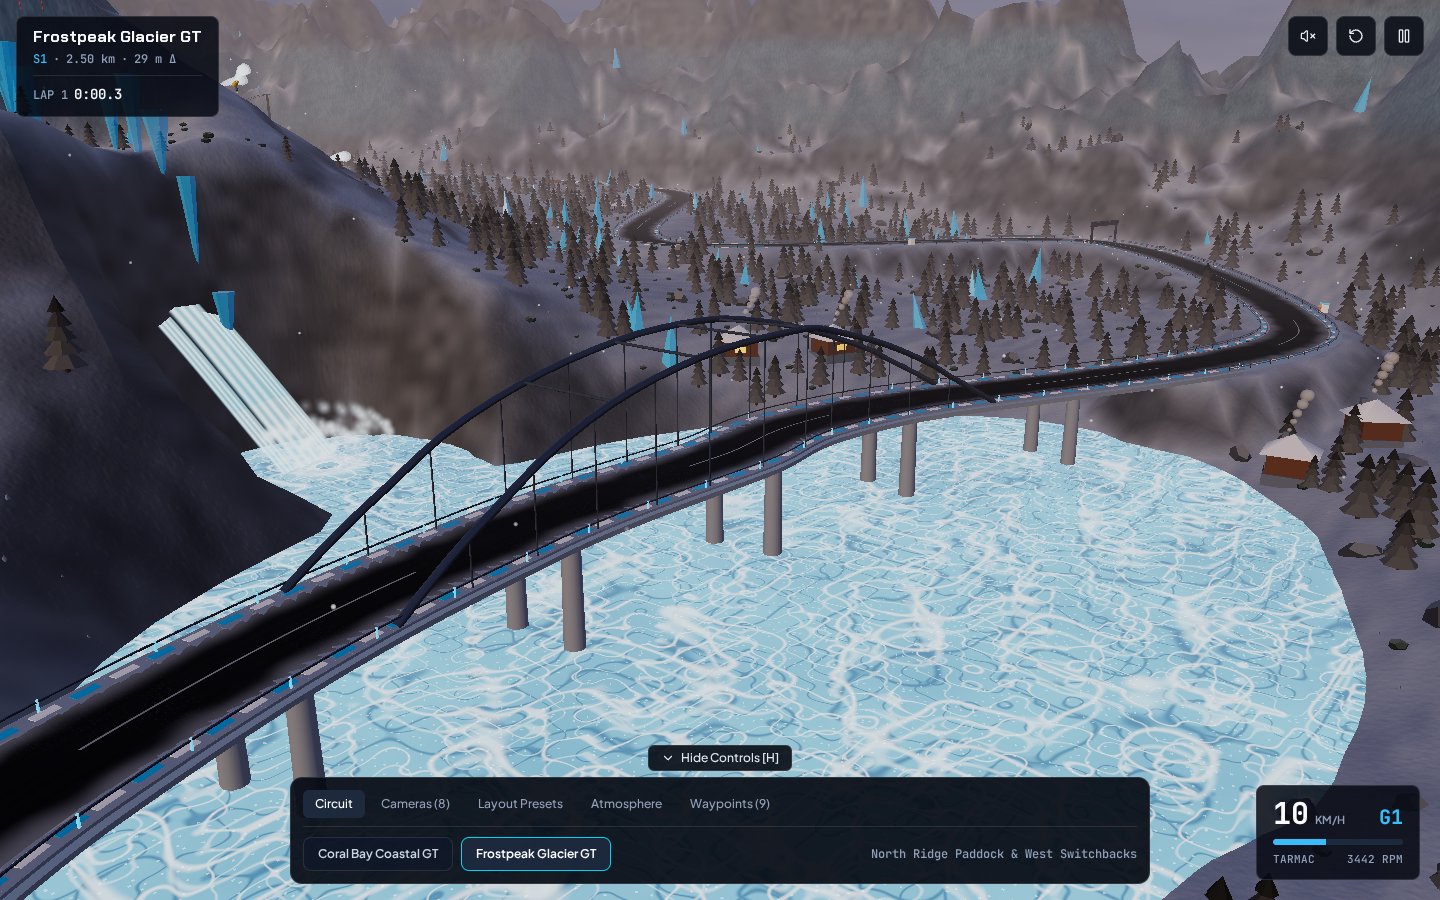 Frostpeak Glacier GT
S1 · 2.50 km · 29 m Δ
LAP 1 0:00.3
Hide Controls [H]
Circuit Cameras (8) Layout Presets Atmosphere Waypoints (9)
Coral Bay Coastal GT Frostpeak Glacier GT North Ridge Paddock & West Switchbacks
10 KM/H G1
TARMAC 3442 RPM